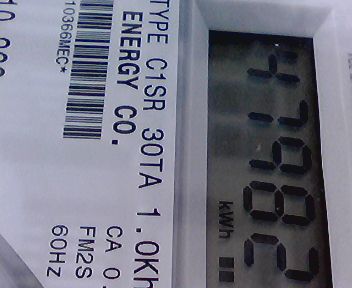 TYPE C1SR 30TA 1.0Kh
ENERGY CO.
10366MEC*
CA 0.
FM2S
60Hz
47982
kWh